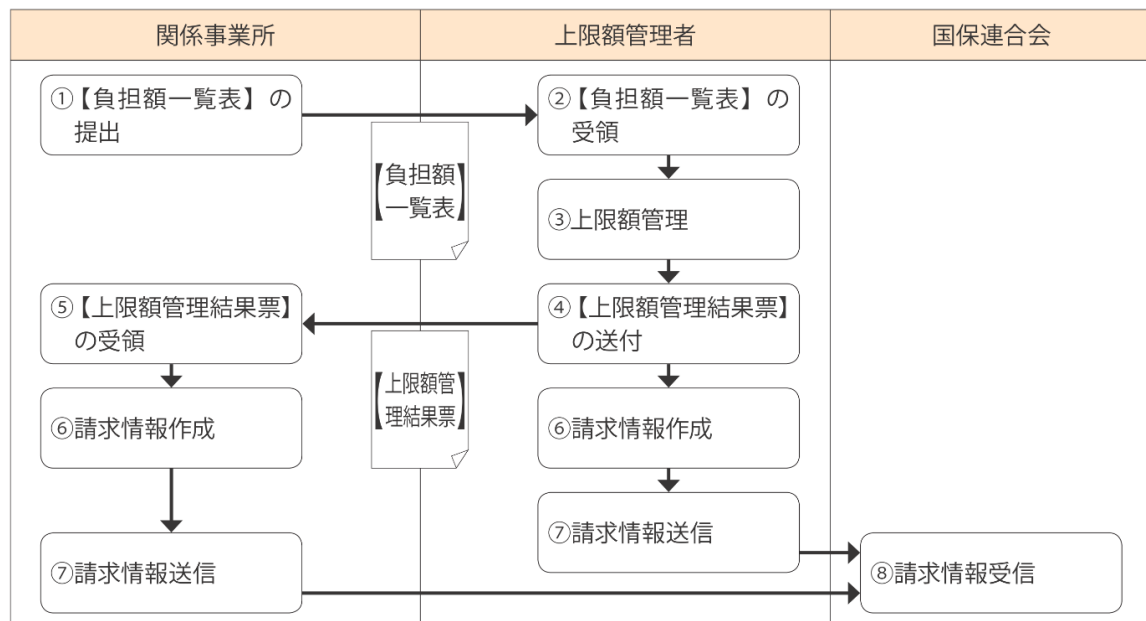 関係事業所
上限額管理者
国保連合会
①【負担額一覧表】の
提出
②【負担額一覧表】の
受領
【負担額
一覧表】
③上限額管理
⑤【上限額管理結果票】
の受領
④【上限額管理結果票】
の送付
【上限額管
理結果票】
⑥請求情報作成
⑥請求情報作成
⑦請求情報送信
⑦請求情報送信
⑧請求情報受信